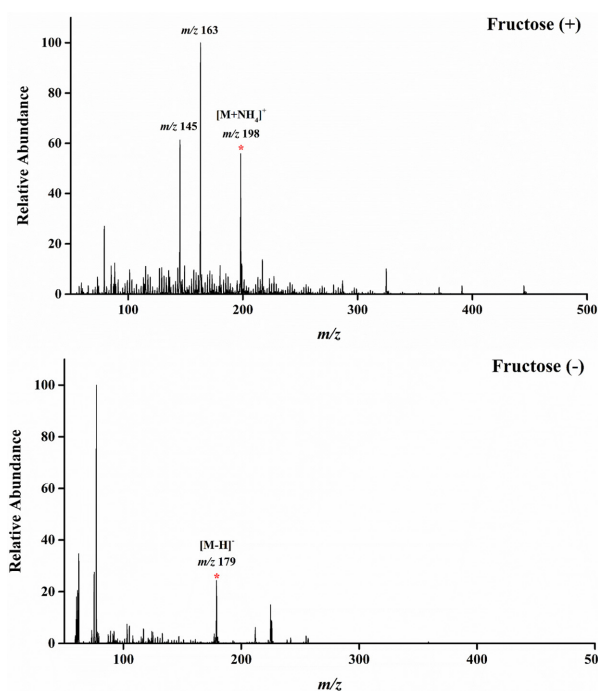 Fructose (+)
m/z 163
100
80
[M+NH₄]⁺
m/z 145
m/z 198
*
60
40
20
0
Relative Abundance
100
200
300
400
500
m/z
Fructose (-)
100
80
60
40
[M-H]⁻
m/z 179
*
20
0
Relative Abundance
100
200
300
400
50
m/z